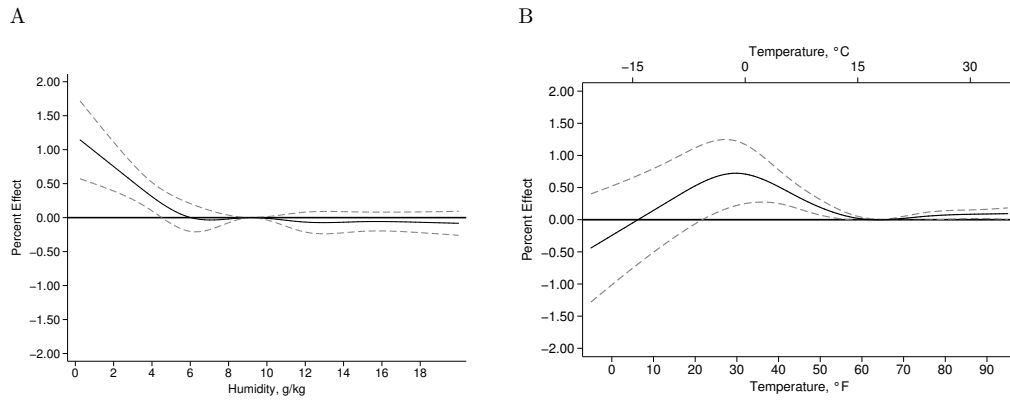 A
2.00
1.50
1.00
0.50
0.00
−0.50
−1.00
−1.50
−2.00
Percent Effect
0 2 4 6 8 10 12 14 16 18
Humidity, g/kg
B
Temperature, °C
−15 0 15 30
2.00
1.50
1.00
0.50
0.00
−0.50
−1.00
−1.50
−2.00
Percent Effect
0 10 20 30 40 50 60 70 80 90
Temperature, °F